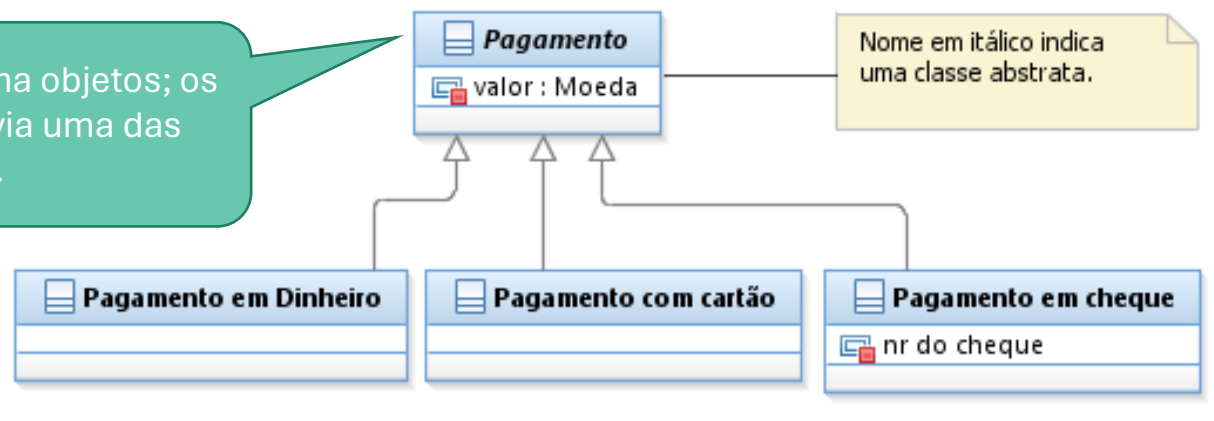 na objetos; os
via uma das
.
Pagamento
valor : Moeda
Nome em itálico indica
uma classe abstrata.
Pagamento em Dinheiro
Pagamento com cartão
Pagamento em cheque
nr do cheque